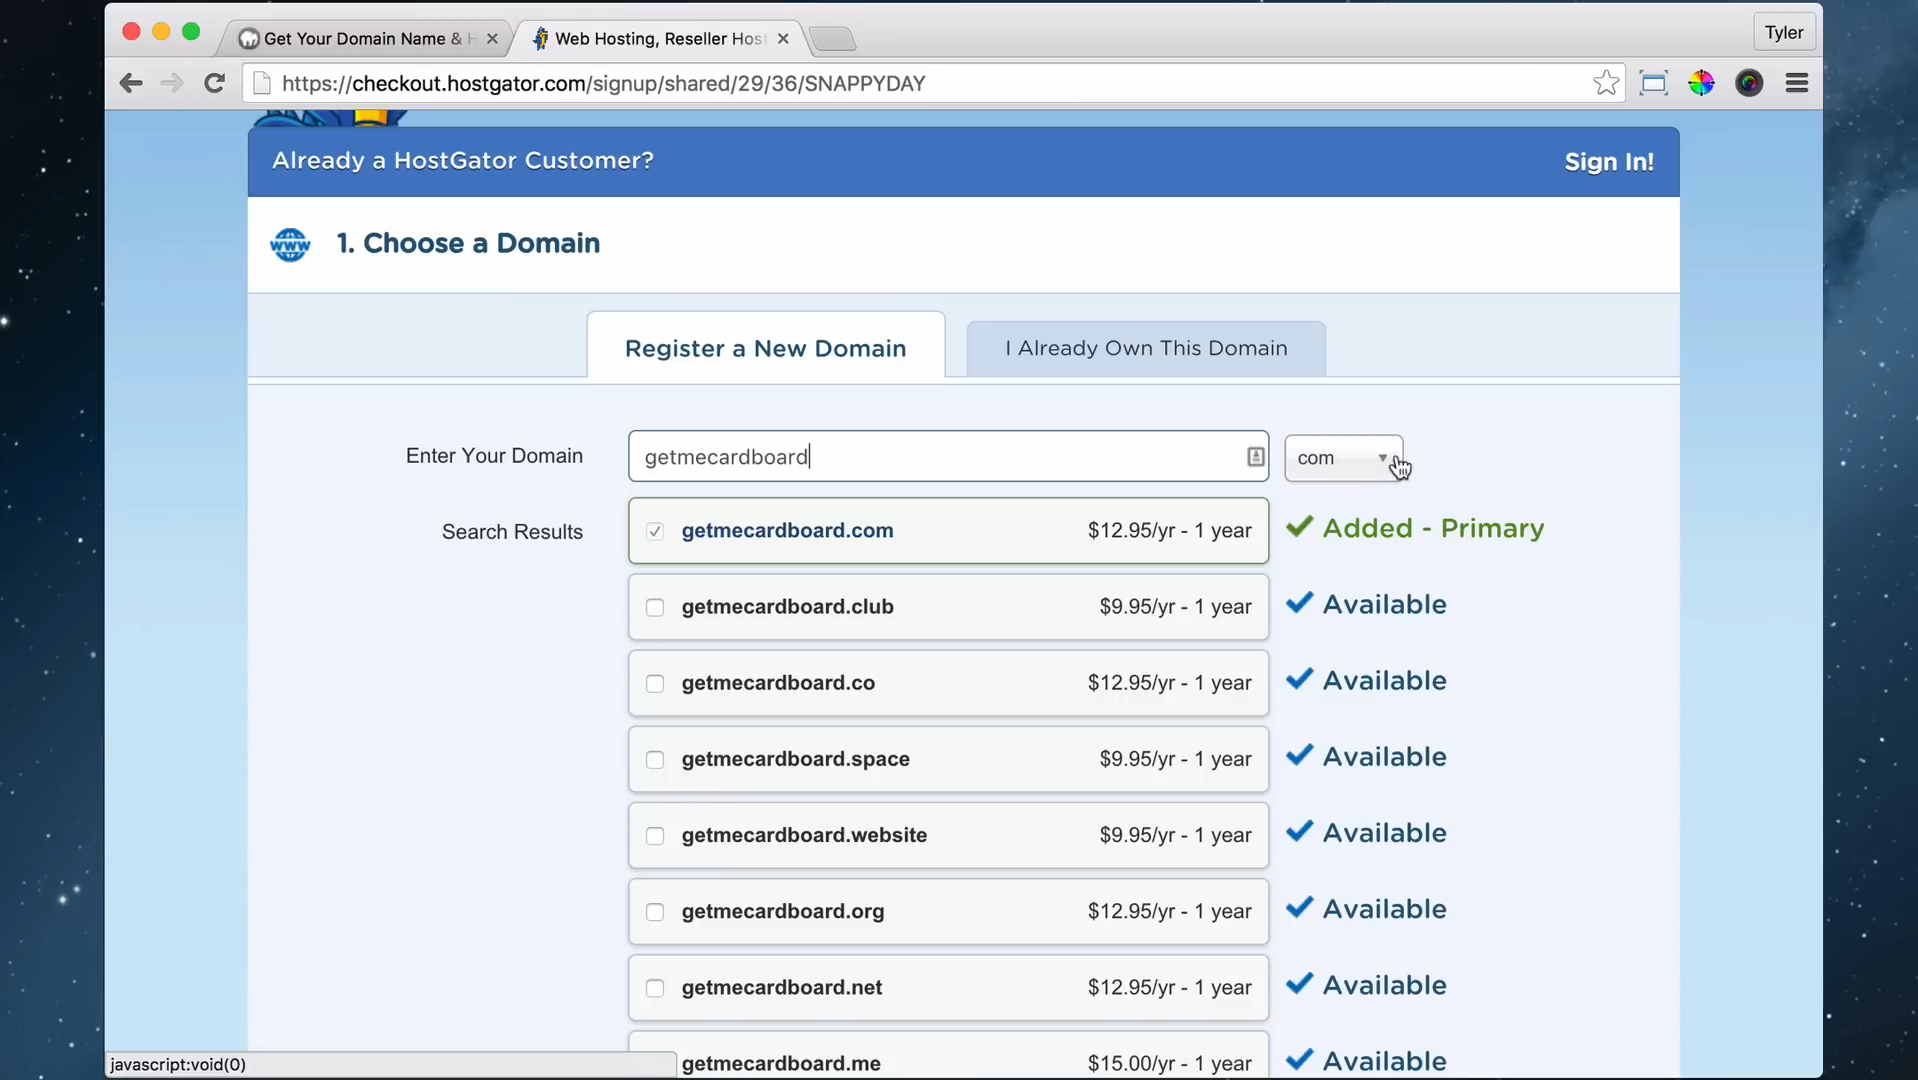 Get Your Domain Name & H
Web Hosting, Reseller Host
Tyler
https://checkout.hostgator.com/signup/shared/29/36/SNAPPYDAY
Already a HostGator Customer?
Sign In!
www
1. Choose a Domain
Register a New Domain
I Already Own This Domain
Enter Your Domain
getmecardboard
com
Search Results
getmecardboard.com $12.95/yr - 1 year Added - Primary
getmecardboard.club $9.95/yr - 1 year Available
getmecardboard.co $12.95/yr - 1 year Available
getmecardboard.space $9.95/yr - 1 year Available
getmecardboard.website $9.95/yr - 1 year Available
getmecardboard.org $12.95/yr - 1 year Available
getmecardboard.net $12.95/yr - 1 year Available
getmecardboard.me $15.00/yr - 1 year Available
javascript:void(0)